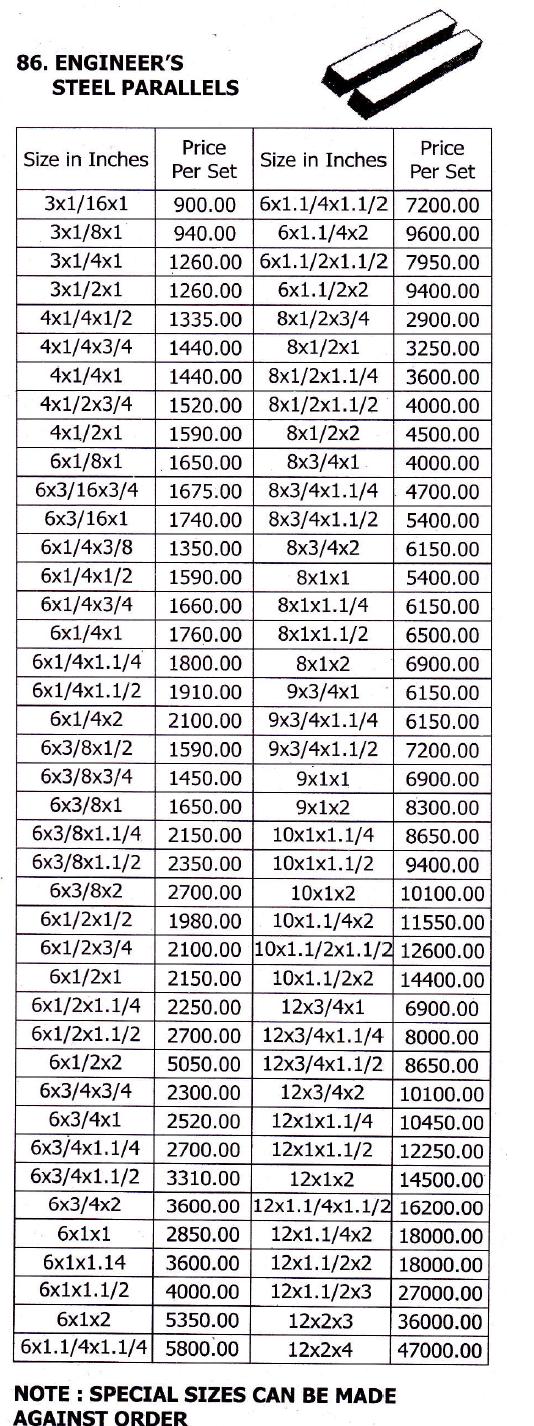 86. ENGINEER'S
STEEL PARALLELS
Size in Inches Price Per Set Size in Inches Price Per Set
3x1/16x1 900.00 6x1.1/4x1.1/2 7200.00
3x1/8x1 940.00 6x1.1/4x2 9600.00
3x1/4x1 1260.00 6x1.1/2x1.1/2 7950.00
3x1/2x1 1260.00 6x1.1/2x2 9400.00
4x1/4x1/2 1335.00 8x1/2x3/4 2900.00
4x1/4x3/4 1440.00 8x1/2x1 3250.00
4x1/4x1 1440.00 8x1/2x1.1/4 3600.00
4x1/2x3/4 1520.00 8x1/2x1.1/2 4000.00
4x1/2x1 1590.00 8x1/2x2 4500.00
6x1/8x1 1650.00 8x3/4x1 4000.00
6x3/16x3/4 1675.00 8x3/4x1.1/4 4700.00
6x3/16x1 1740.00 8x3/4x1.1/2 5400.00
6x1/4x3/8 1350.00 8x3/4x2 6150.00
6x1/4x1/2 1590.00 8x1x1 5400.00
6x1/4x3/4 1660.00 8x1x1.1/4 6150.00
6x1/4x1 1760.00 8x1x1.1/2 6500.00
6x1/4x1.1/4 1800.00 8x1x2 6900.00
6x1/4x1.1/2 1910.00 9x3/4x1 6150.00
6x1/4x2 2100.00 9x3/4x1.1/4 6150.00
6x3/8x1/2 1590.00 9x3/4x1.1/2 7200.00
6x3/8x3/4 1450.00 9x1x1 6900.00
6x3/8x1 1650.00 9x1x2 8300.00
6x3/8x1.1/4 2150.00 10x1x1.1/4 8650.00
6x3/8x1.1/2 2350.00 10x1x1.1/2 9400.00
6x3/8x2 2700.00 10x1x2 10100.00
6x1/2x1/2 1980.00 10x1.1/4x2 11550.00
6x1/2x3/4 2100.00 10x1.1/2x1.1/2 12600.00
6x1/2x1 2150.00 10x1.1/2x2 14400.00
6x1/2x1.1/4 2250.00 12x3/4x1 6900.00
6x1/2x1.1/2 2700.00 12x3/4x1.1/4 8000.00
6x1/2x2 5050.00 12x3/4x1.1/2 8650.00
6x3/4x3/4 2300.00 12x3/4x2 10100.00
6x3/4x1 2520.00 12x1x1.1/4 10450.00
6x3/4x1.1/4 2700.00 12x1x1.1/2 12250.00
6x3/4x1.1/2 3310.00 12x1x2 14500.00
6x3/4x2 3600.00 12x1.1/4x1.1/2 16200.00
6x1x1 2850.00 12x1.1/4x2 18000.00
6x1x1.14 3600.00 12x1.1/2x2 18000.00
6x1x1.1/2 4000.00 12x1.1/2x3 27000.00
6x1x2 5350.00 12x2x3 36000.00
6x1.1/4x1.1/4 5800.00 12x2x4 47000.00
NOTE : SPECIAL SIZES CAN BE MADE
AGAINST ORDER